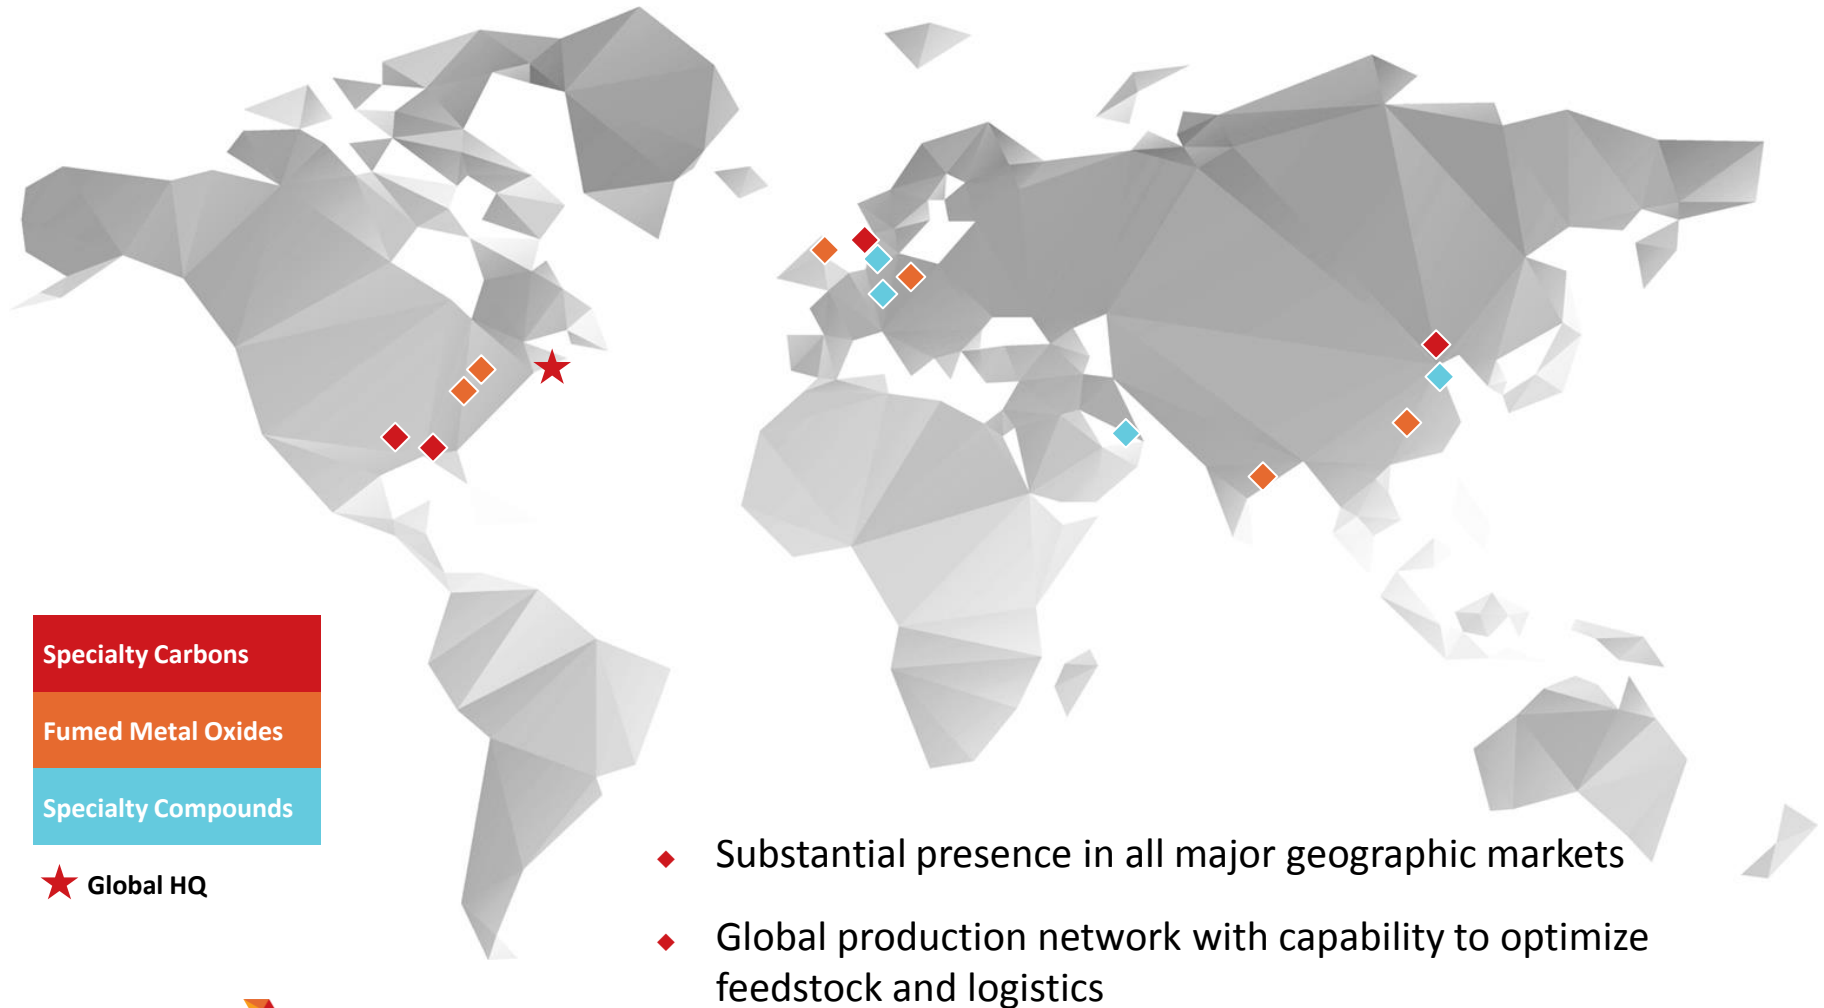 Specialty Carbons
Fumed Metal Oxides
Specialty Compounds
Global HQ
Substantial presence in all major geographic markets
Global production network with capability to optimize
feedstock and logistics